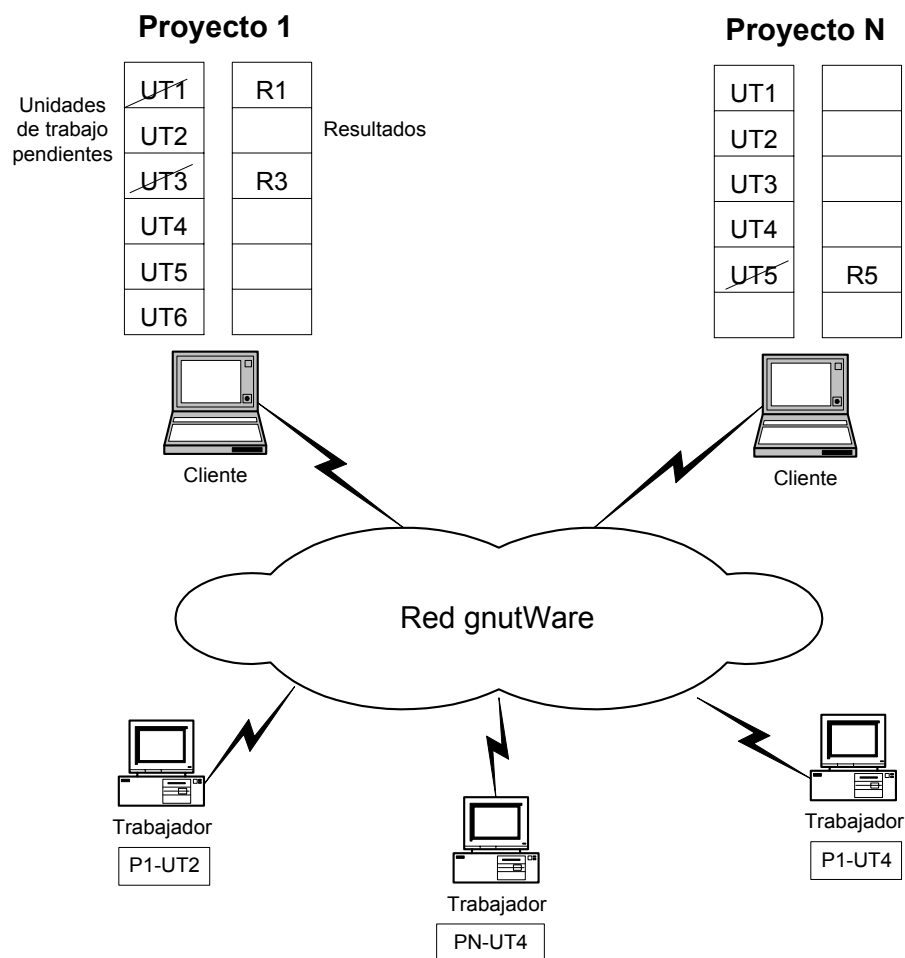 Proyecto 1
Proyecto N
Unidades
de trabajo
pendientes
UT1
R1
UT2
Resultados
UT3
R3
UT4
UT5
UT6
UT1
UT2
UT3
UT4
UT5
R5
Cliente
Cliente
Red gnutWare
Trabajador
P1-UT2
Trabajador
PN-UT4
Trabajador
P1-UT4